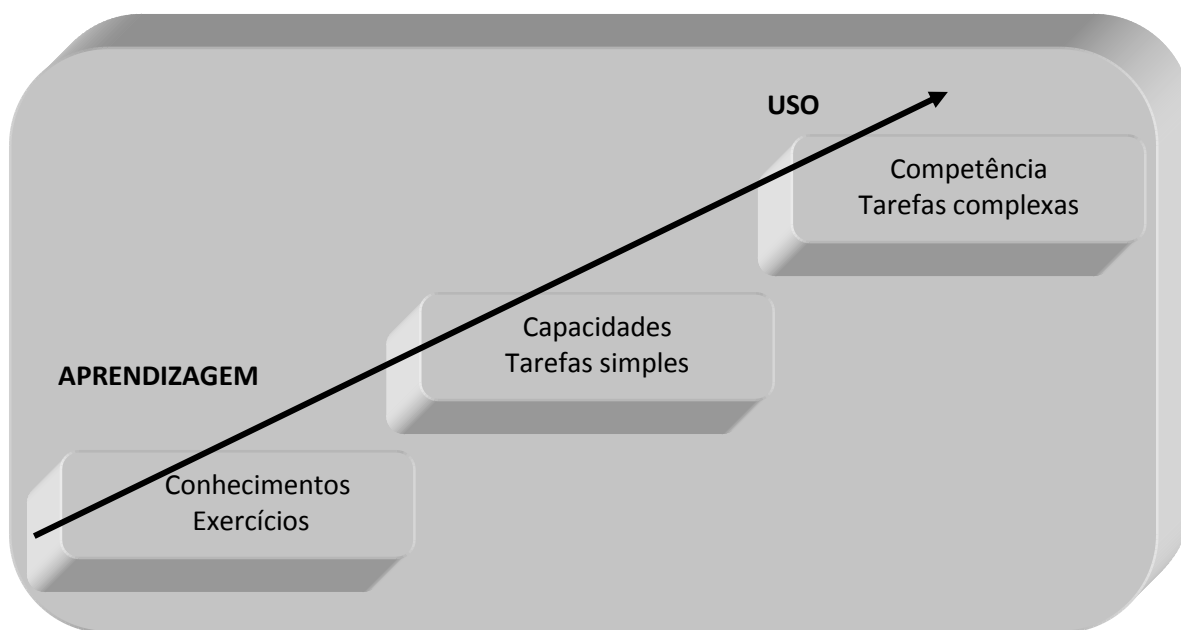 USO
Competência
Tarefas complexas
Capacidades
Tarefas simples
APRENDIZAGEM
Conhecimentos
Exercícios